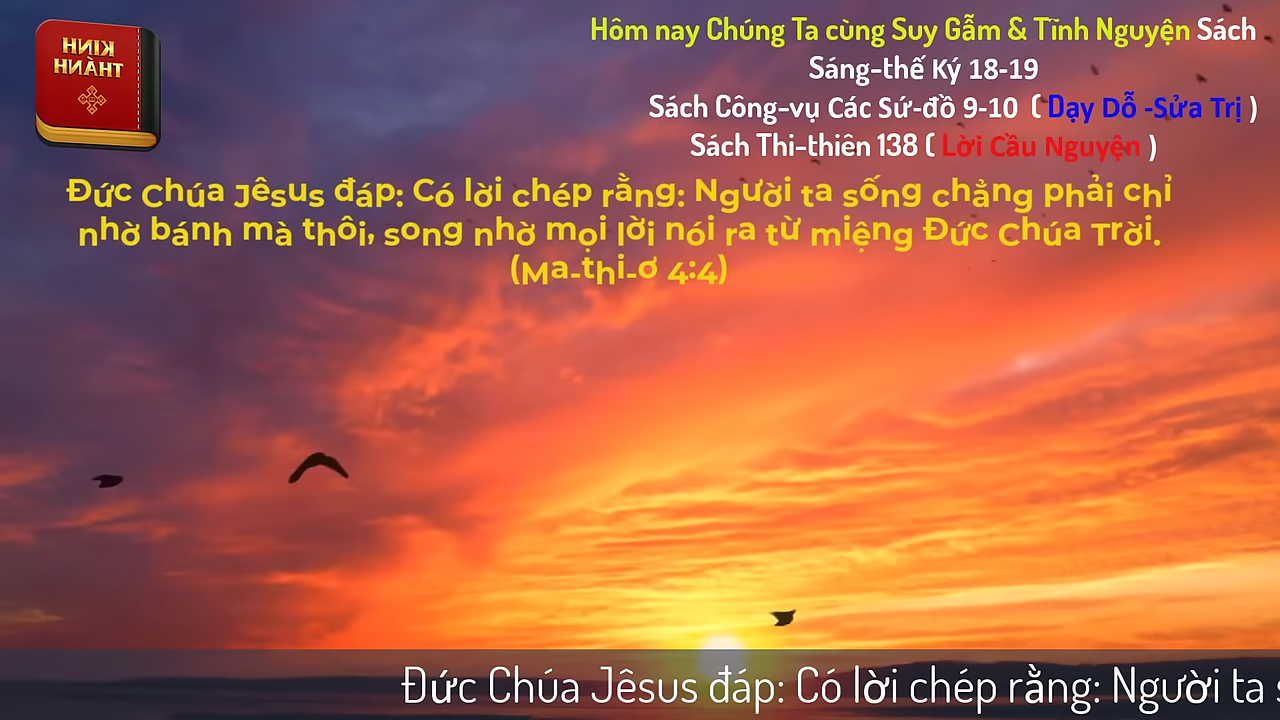 KINH
THÀNH
Hôm nay Chúng Ta cùng Suy Gẫm & Tĩnh Nguyện Sách
Sáng-thế Ký 18-19
Sách Công-vụ Các Sứ-đồ 9-10 ( Dạy Dỗ -Sửa Trị )
Sách Thi-thiên 138 ( Lời Cầu Nguyện )
Đức Chúa Jêsus đáp: Có lời chép rằng: Người ta sống chẳng phải chỉ
nhờ bánh mà thôi, song nhờ mọi lời nói ra từ miệng Đức Chúa Trời.
(Ma-thi-ơ 4:4)
Đức Chúa Jêsus đáp: Có lời chép rằng: Người ta